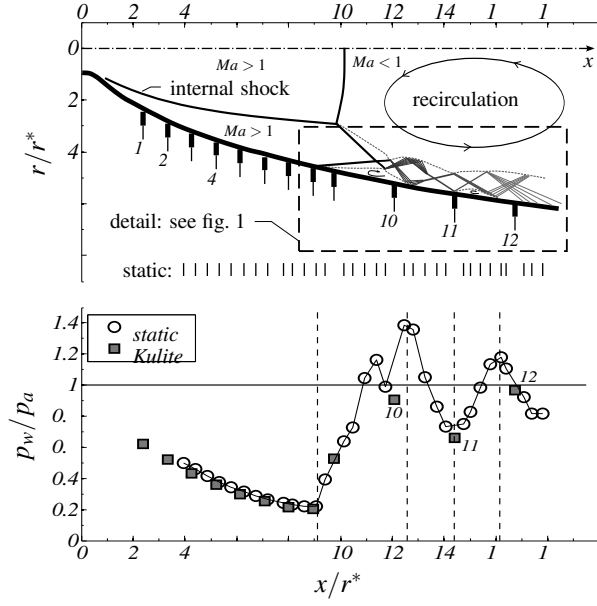 0 2 4 10 12 14 1 1
0
2
4
r/r*
x
Ma > 1
Ma < 1
internal shock
recirculation
Ma > 1
1
2
4
10
11
12
detail: see fig. 1
static:
1.4
1.2
1
0.
0.
0.4
0.2
0
p_w/p_a
static
Kulite
10
11
12
0 2 4 10 12 14 1 1
x/r*